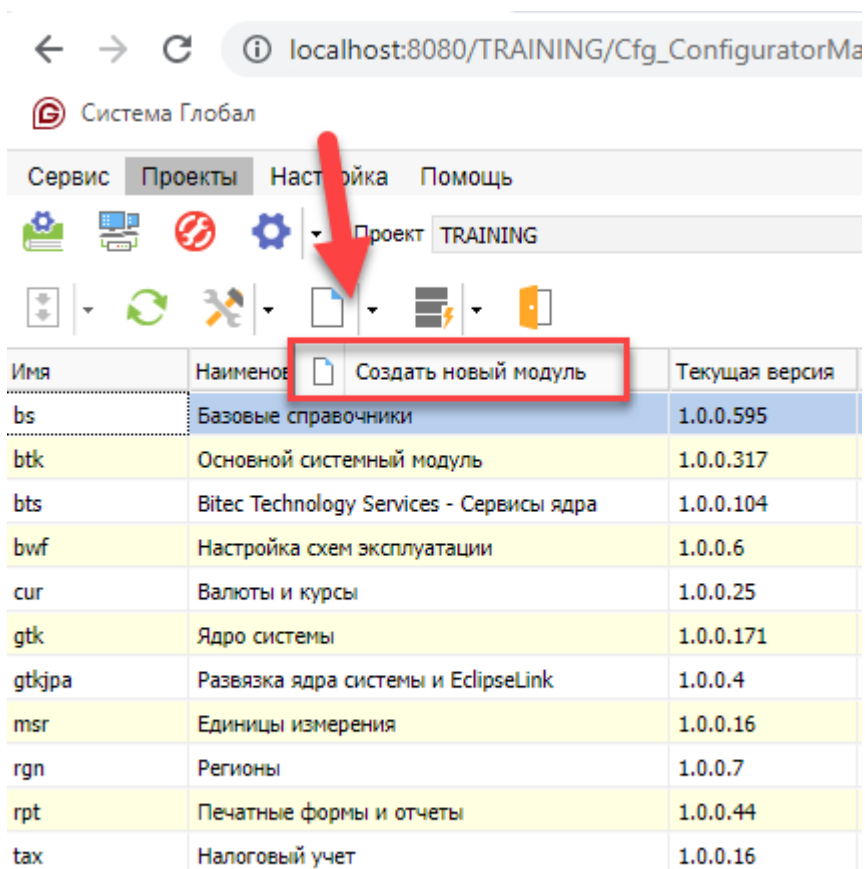 localhost:8080/TRAINING/Cfg_ConfiguratorMa
Система Глобал
Сервис Проекты Настройка Помощь
Проект TRAINING
Создать новый модуль
Имя Наименов Текущая версия
bs Базовые справочники 1.0.0.595
btk Основной системный модуль 1.0.0.317
bts Bitec Technology Services - Сервисы ядра 1.0.0.104
bwf Настройка схем эксплуатации 1.0.0.6
cur Валюты и курсы 1.0.0.25
gtk Ядро системы 1.0.0.171
gtkjpa Развязка ядра системы и EclipseLink 1.0.0.4
msr Единицы измерения 1.0.0.16
rgn Регионы 1.0.0.7
rpt Печатные формы и отчеты 1.0.0.44
tax Налоговый учет 1.0.0.16